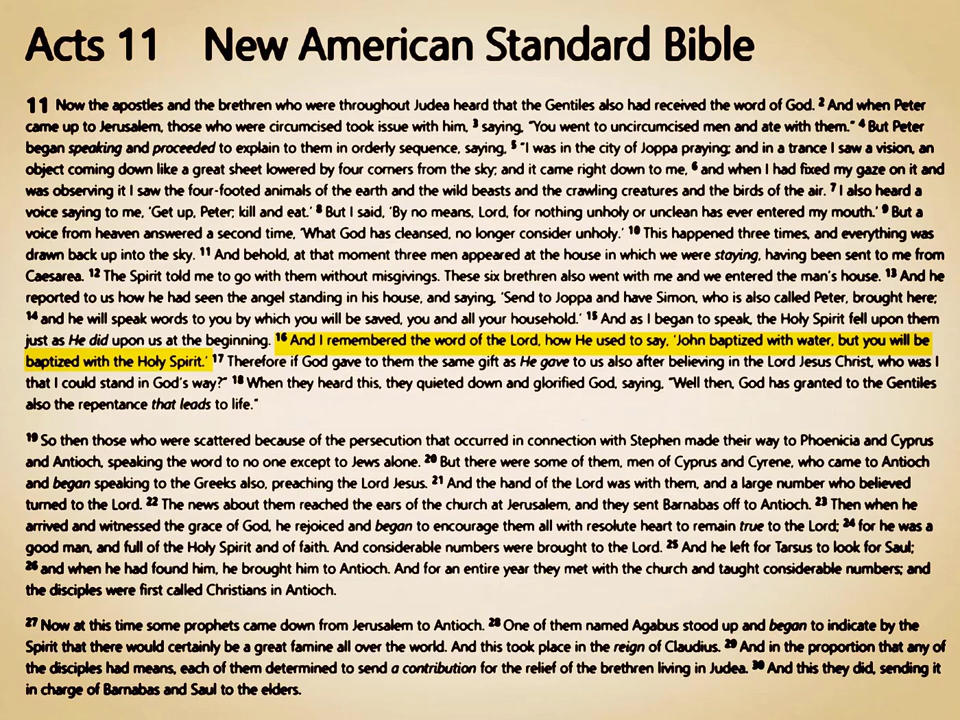 Acts 11 New American Standard Bible
11 Now the apostles and the brethren who were throughout Judea heard that the Gentiles also had received the word of God. 2 And when Peter
came up to Jerusalem, those who were circumcised took issue with him, 3 saying, "You went to uncircumcised men and ate with them." 4 But Peter
began speaking and proceeded to explain to them in orderly sequence, saying, 5 "I was in the city of Joppa praying; and in a trance I saw a vision, an
object coming down like a great sheet lowered by four corners from the sky; and it came right down to me, 6 and when I had fixed my gaze on it and
was observing it I saw the four-footed animals of the earth and the wild beasts and the crawling creatures and the birds of the air. 7 I also heard a
voice saying to me, 'Get up, Peter; kill and eat.' 8 But I said, 'By no means, Lord, for nothing unholy or unclean has ever entered my mouth.' 9 But a
voice from heaven answered a second time, 'What God has cleansed, no longer consider unholy.' 10 This happened three times, and everything was
drawn back up into the sky. 11 And behold, at that moment three men appeared at the house in which we were staying, having been sent to me from
Caesarea. 12 The Spirit told me to go with them without misgivings. These six brethren also went with me and we entered the man's house. 13 And he
reported to us how he had seen the angel standing in his house, and saying, 'Send to Joppa and have Simon, who is also called Peter, brought here;
14 and he will speak words to you by which you will be saved, you and all your household.' 15 And as I began to speak, the Holy Spirit fell upon them
just as He did upon us at the beginning. 16 And I remembered the word of the Lord, how He used to say, 'John baptized with water, but you will be
baptized with the Holy Spirit.' 17 Therefore if God gave to them the same gift as He gave to us also after believing in the Lord Jesus Christ, who was I
that I could stand in God's way?" 18 When they heard this, they quieted down and glorified God, saying, "Well then, God has granted to the Gentiles
also the repentance that leads to life."
19 So then those who were scattered because of the persecution that occurred in connection with Stephen made their way to Phoenicia and Cyprus
and Antioch, speaking the word to no one except to Jews alone. 20 But there were some of them, men of Cyprus and Cyrene, who came to Antioch
and began speaking to the Greeks also, preaching the Lord Jesus. 21 And the hand of the Lord was with them, and a large number who believed
turned to the Lord. 22 The news about them reached the ears of the church at Jerusalem, and they sent Barnabas off to Antioch. 23 Then when he
arrived and witnessed the grace of God, he rejoiced and began to encourage them all with resolute heart to remain true to the Lord; 24 for he was a
good man, and full of the Holy Spirit and of faith. And considerable numbers were brought to the Lord. 25 And he left for Tarsus to look for Saul;
26 and when he had found him, he brought him to Antioch. And for an entire year they met with the church and taught considerable numbers; and
the disciples were first called Christians in Antioch.
27 Now at this time some prophets came down from Jerusalem to Antioch. 28 One of them named Agabus stood up and began to indicate by the
Spirit that there would certainly be a great famine all over the world. And this took place in the reign of Claudius. 29 And in the proportion that any of
the disciples had means, each of them determined to send a contribution for the relief of the brethren living in Judea. 30 And this they did, sending it
in charge of Barnabas and Saul to the elders.